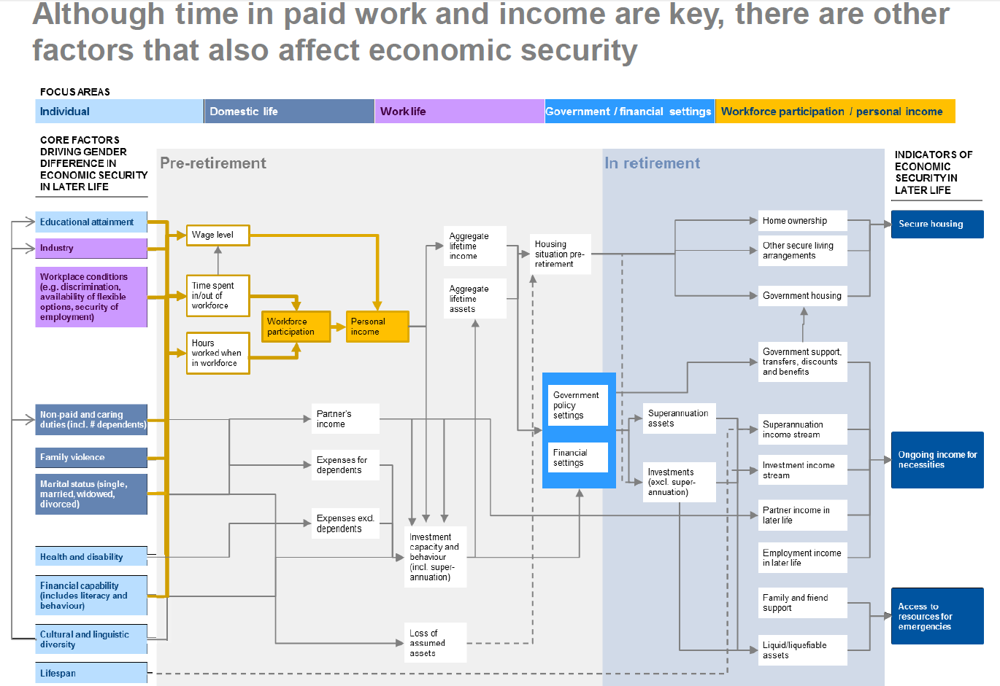 Although time in paid work and income are key, there are other
factors that also affect economic security
FOCUS AREAS
Individual
Domestic life
Work life
Government / financial settings
Workforce participation / personal income
CORE FACTORS
DRIVING GENDER
DIFFERENCE IN
ECONOMIC SECURITY
IN LATER LIFE
Pre-retirement
In retirement
INDICATORS OF
ECONOMIC
SECURITY IN
LATER LIFE
Educational attainment
Industry
Workplace conditions
(e.g. discrimination,
availability of flexible
options, security of
employment)
Non-paid and caring
duties (incl. # dependents)
Family violence
Marital status (single,
married, widowed,
divorced)
Health and disability
Financial capability
(includes literacy and
behaviour)
Cultural and linguistic
diversity
Lifespan
Wage level
Time spent
in/out of
workforce
Hours
worked when
in workforce
Workforce
participation
Personal
income
Partner's
income
Expenses for
dependents
Expenses excl.
dependents
Aggregate
lifetime
income
Aggregate
lifetime
assets
Investment
capacity and
behaviour
(incl. super-
annuation)
Loss of
assumed
assets
Housing
situation pre-
retirement
Government
policy
settings
Financial
settings
Superannuation
assets
Investments
(excl. super-
annuation)
Home ownership
Other secure living
arrangements
Government housing
Government support,
transfers, discounts
and benefits
Superannuation
income stream
Investment income
stream
Partner income in
later life
Employment income
in later life
Family and friend
support
Liquid/liquefiable
assets
Secure housing
Ongoing income for
necessities
Access to
resources for
emergencies